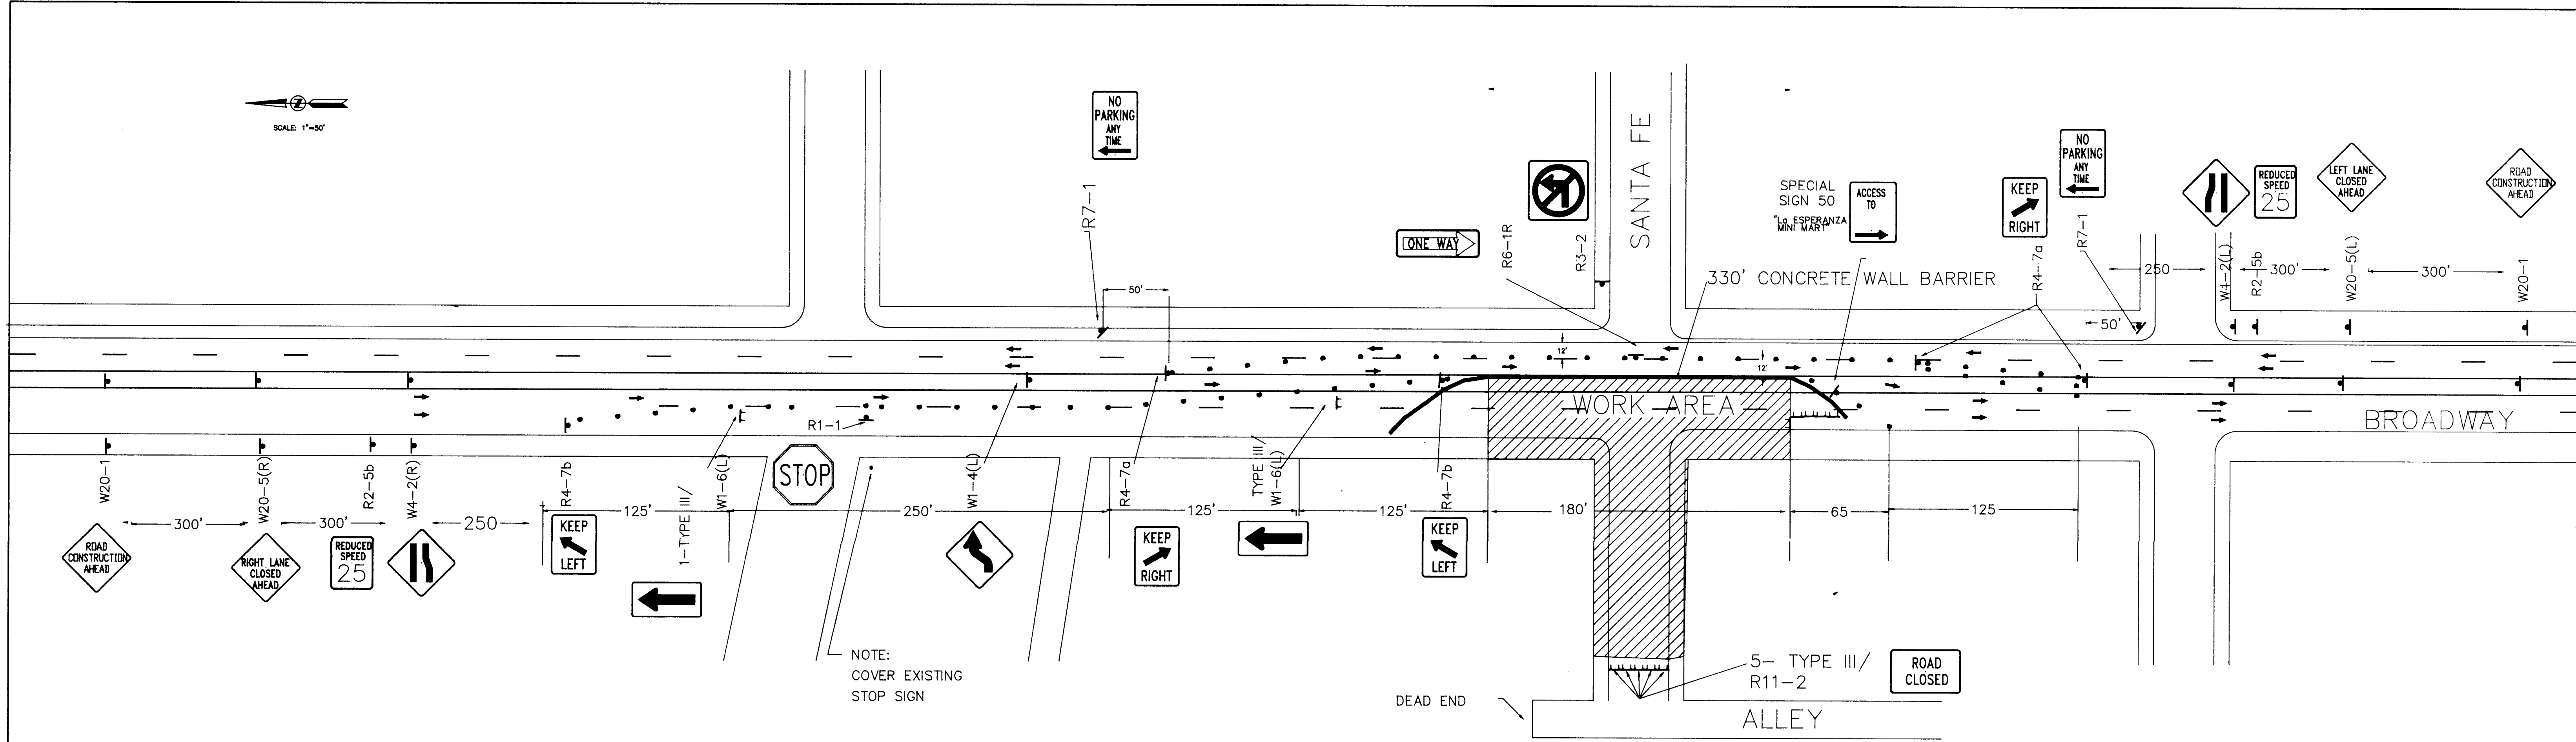 SCALE: 1"=50'
NO
PARKING
ANY
TIME
R7-1
50'
ONE WAY
R6-1R
R3-2
SANTA FE
SPECIAL
SIGN 50
"La ESPERANZA
MINI MART"
ACCESS
TO
330' CONCRETE WALL BARRIER
KEEP
RIGHT
R4-7a
NO
PARKING
ANY
TIME
R7-1
50'
250
W4-2(L)
REDUCED
SPEED
25
R2-5b
300'
LEFT LANE
CLOSED
AHEAD
W20-5(L)
300'
ROAD
CONSTRUCTION
AHEAD
W20-1
12'
12'
WORK AREA
BROADWAY
R1-1
STOP
W20-1
ROAD
CONSTRUCTION
AHEAD
300'
W20-5(R)
RIGHT LANE
CLOSED
AHEAD
300'
R2-5b
REDUCED
SPEED
25
W4-2(R)
250
R4-7b
KEEP
LEFT
125'
1-TYPE III/
W1-6(L)
250'
W1-4(L)
R4-7a
KEEP
RIGHT
125'
TYPE III/
W1-6(L)
125'
R4-7b
KEEP
LEFT
180'
65
125
NOTE:
COVER EXISTING
STOP SIGN
5- TYPE III/
R11-2
ROAD
CLOSED
DEAD END
ALLEY